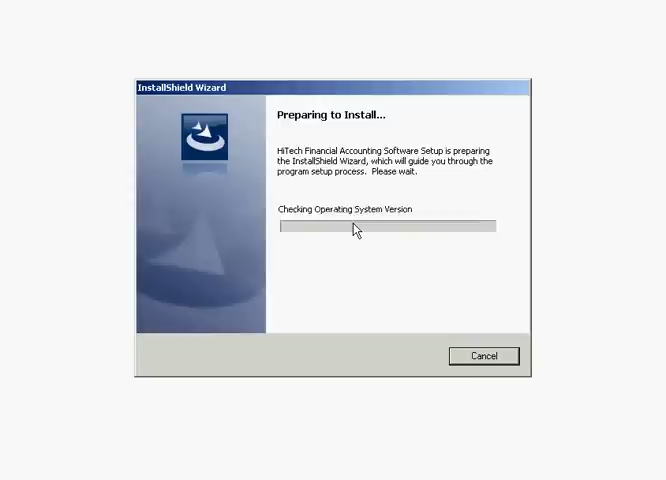 InstallShield Wizard
Preparing to Install...
HiTech Financial Accounting Software Setup is preparing
the InstallShield Wizard, which will guide you through the
program setup process. Please wait.
Checking Operating System Version
Cancel